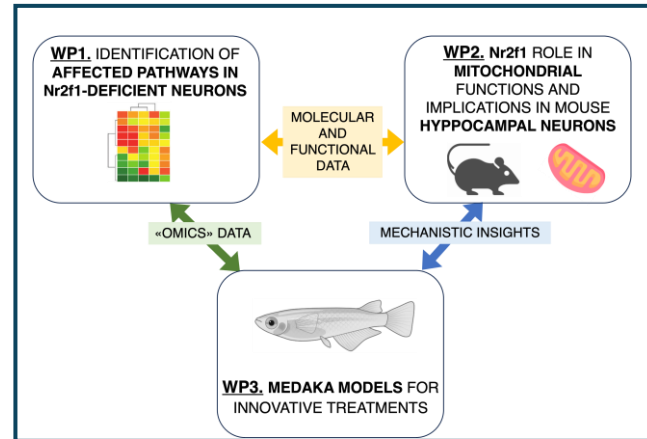 WP1. IDENTIFICATION OF
AFFECTED PATHWAYS IN
Nr2f1-DEFICIENT NEURONS
WP2. Nr2f1 ROLE IN
MITOCHONDRIAL
FUNCTIONS AND
IMPLICATIONS IN MOUSE
HYPPOCAMPAL NEURONS
MOLECULAR
AND
FUNCTIONAL
DATA
«OMICS» DATA
MECHANISTIC INSIGHTS
WP3. MEDAKA MODELS FOR
INNOVATIVE TREATMENTS